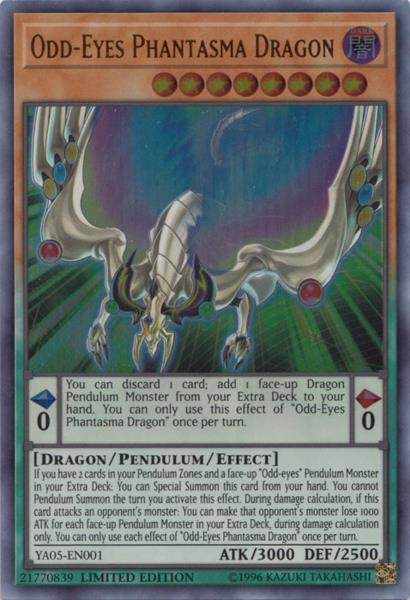 ODD-EYES PHANTASMA DRAGON
DARK
闇
You can discard 1 card; add 1 face-up Dragon
Pendulum Monster from your Extra Deck to your
hand. You can only use this effect of "Odd-Eyes
Phantasma Dragon" once per turn.
0
0
[DRAGON/PENDULUM/EFFECT]
If you have 2 cards in your Pendulum Zones and a face-up "Odd-eyes" Pendulum Monster
in your Extra Deck: You can Special Summon this card from your hand. You cannot
Pendulum Summon the turn you activate this effect. During damage calculation, if this
card attacks an opponent's monster: You can make that opponent's monster lose 1000
ATK for each face-up Pendulum Monster in your Extra Deck, during damage calculation
only. You can only use each effect of "Odd-Eyes Phantasma Dragon" once per turn.
YA05-EN001
ATK/3000 DEF/2500
21770839 LIMITED EDITION
©1996 KAZUKI TAKAHASHI